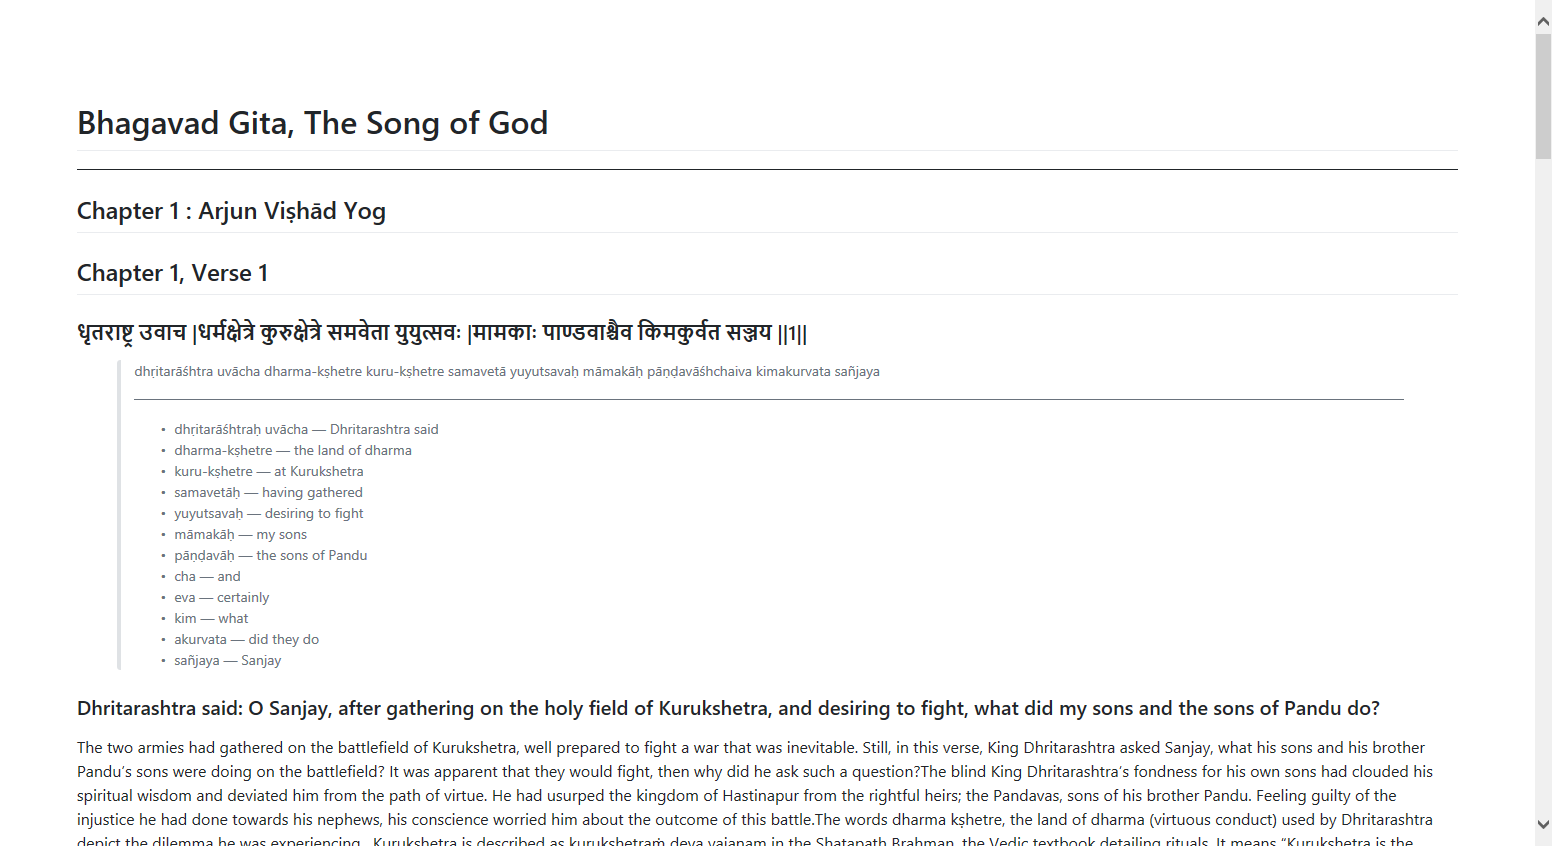 Bhagavad Gita, The Song of God
Chapter 1 : Arjun Viṣhād Yog
Chapter 1, Verse 1
धृतराष्ट्र उवाच |धर्मक्षेत्रे कुरुक्षेत्रे समवेता युयुत्सवः |मामकाः पाण्डवाश्चैव किमकुर्वत सञ्जय ||1||
dhṛitarāśhtra uvācha dharma-kṣhetre kuru-kṣhetre samavetā yuyutsavaḥ māmakāḥ pāṇḍavāśhchaiva kimakurvata sañjaya
• dhṛitarāśhtraḥ uvācha — Dhritarashtra said
• dharma-kṣhetre — the land of dharma
• kuru-kṣhetre — at Kurukshetra
• samavetāḥ — having gathered
• yuyutsavaḥ — desiring to fight
• māmakāḥ — my sons
• pāṇḍavāḥ — the sons of Pandu
• cha — and
• eva — certainly
• kim — what
• akurvata — did they do
• sañjaya — Sanjay
Dhritarashtra said: O Sanjay, after gathering on the holy field of Kurukshetra, and desiring to fight, what did my sons and the sons of Pandu do?
The two armies had gathered on the battlefield of Kurukshetra, well prepared to fight a war that was inevitable. Still, in this verse, King Dhritarashtra asked Sanjay, what his sons and his brother
Pandu’s sons were doing on the battlefield? It was apparent that they would fight, then why did he ask such a question?The blind King Dhritarashtra’s fondness for his own sons had clouded his
spiritual wisdom and deviated him from the path of virtue. He had usurped the kingdom of Hastinapur from the rightful heirs; the Pandavas, sons of his brother Pandu. Feeling guilty of the
injustice he had done towards his nephews, his conscience worried him about the outcome of this battle.The words dharma kṣhetre, the land of dharma (virtuous conduct) used by Dhritarashtra
depict the dilemma he was experiencing. Kurukshetra is described as kurukshetraṁ deva yajanam in the Shatapath Brahman, the Vedic textbook detailing rituals. It means “Kurukshetra is the